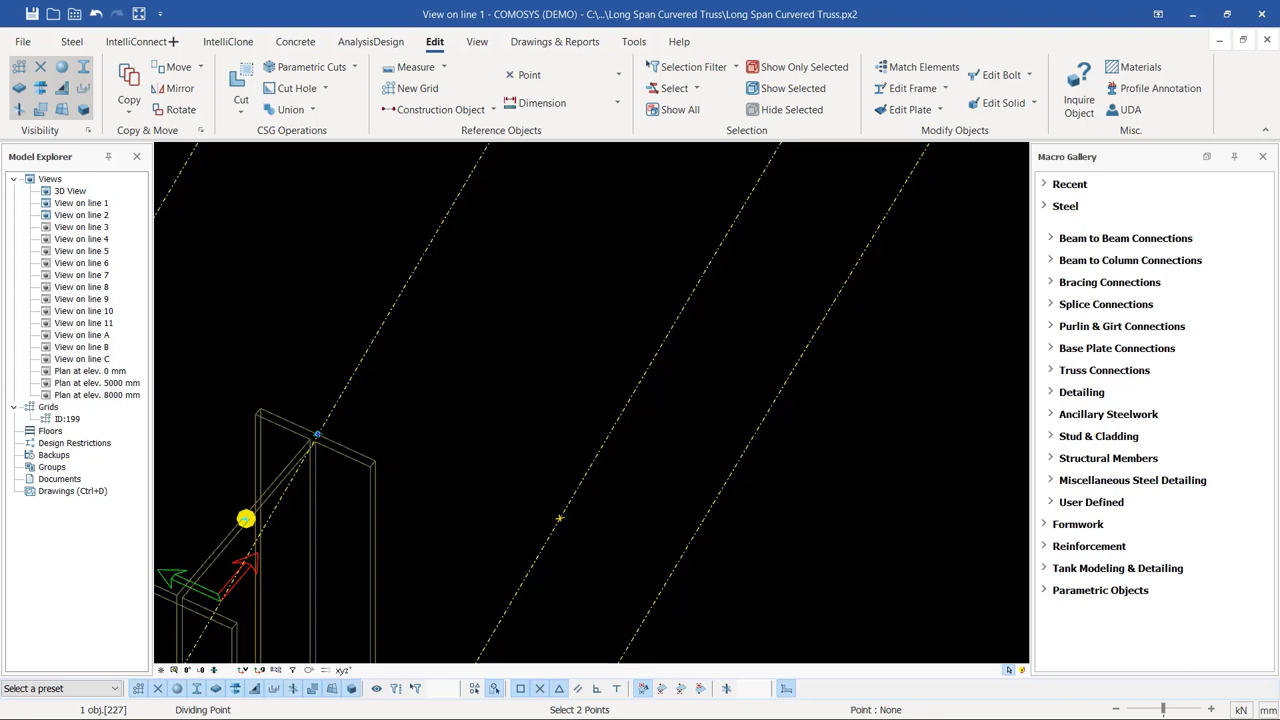 View on line 1 - COMOSYS (DEMO) - C:\...\Long Span Curvered Truss\Long Span Curvered Truss.px2
File Steel IntelliConnect IntelliClone Concrete AnalysisDesign Edit View Drawings & Reports Tools Help
Move Parametric Cuts Measure Point Selection Filter Show Only Selected Match Elements Edit Bolt Materials
Copy Mirror Cut Cut Hole New Grid Select Show Selected Edit Frame Inquire Object Profile Annotation
Rotate Union Construction Object Dimension Show All Hide Selected Edit Plate Edit Solid UDA
Visibility Copy & Move CSG Operations Reference Objects Selection Modify Objects Misc.
Model Explorer
Views
3D View
View on line 1
View on line 2
View on line 3
View on line 4
View on line 5
View on line 6
View on line 7
View on line 8
View on line 9
View on line 10
View on line 11
View on line A
View on line B
View on line C
Plan at elev. 0 mm
Plan at elev. 5000 mm
Plan at elev. 8000 mm
Grids
ID:199
Floors
Design Restrictions
Backups
Groups
Documents
Drawings (Ctrl+D)
Macro Gallery
Recent
Steel
Beam to Beam Connections
Beam to Column Connections
Bracing Connections
Splice Connections
Purlin & Girt Connections
Base Plate Connections
Truss Connections
Detailing
Ancillary Steelwork
Stud & Cladding
Structural Members
Miscellaneous Steel Detailing
User Defined
Formwork
Reinforcement
Tank Modeling & Detailing
Parametric Objects
xyz
Select a preset
1 obj.[227] Dividing Point Select 2 Points Point : None kN mm